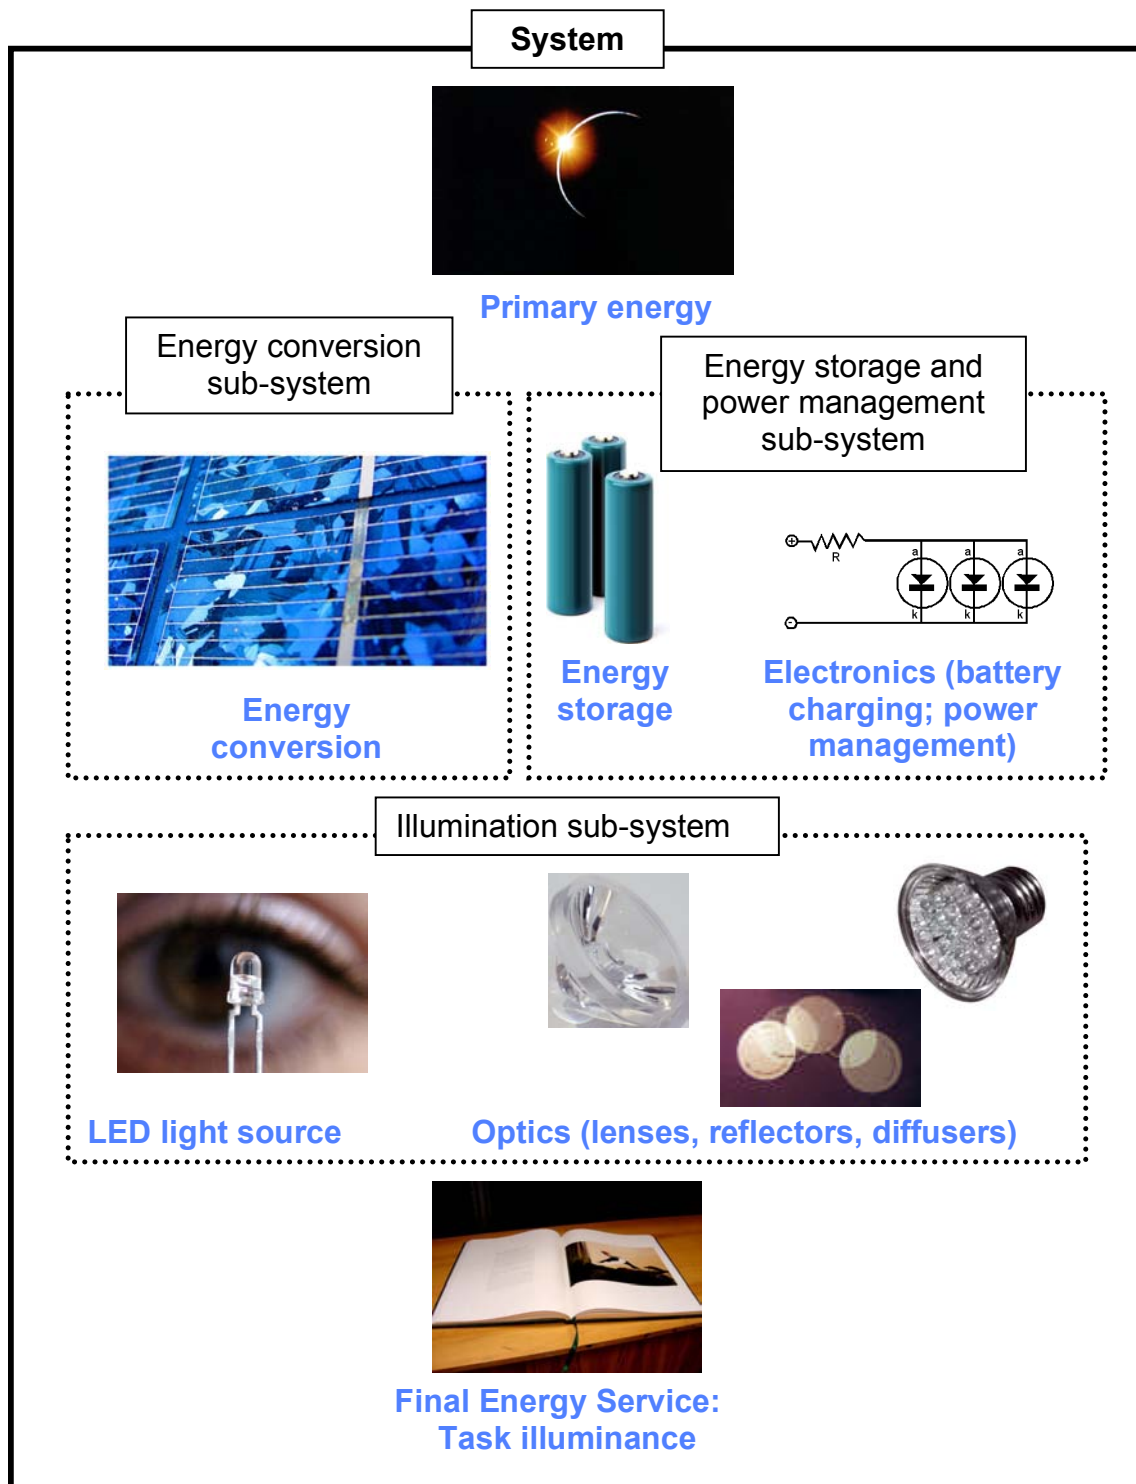 System
Primary energy
Energy conversion
sub-system
Energy storage and
power management
sub-system
Energy
conversion
Energy
storage
R
a
a
a
k
k
k
Electronics (battery
charging; power
management)
Illumination sub-system
LED light source
Optics (lenses, reflectors, diffusers)
Final Energy Service:
Task illuminance